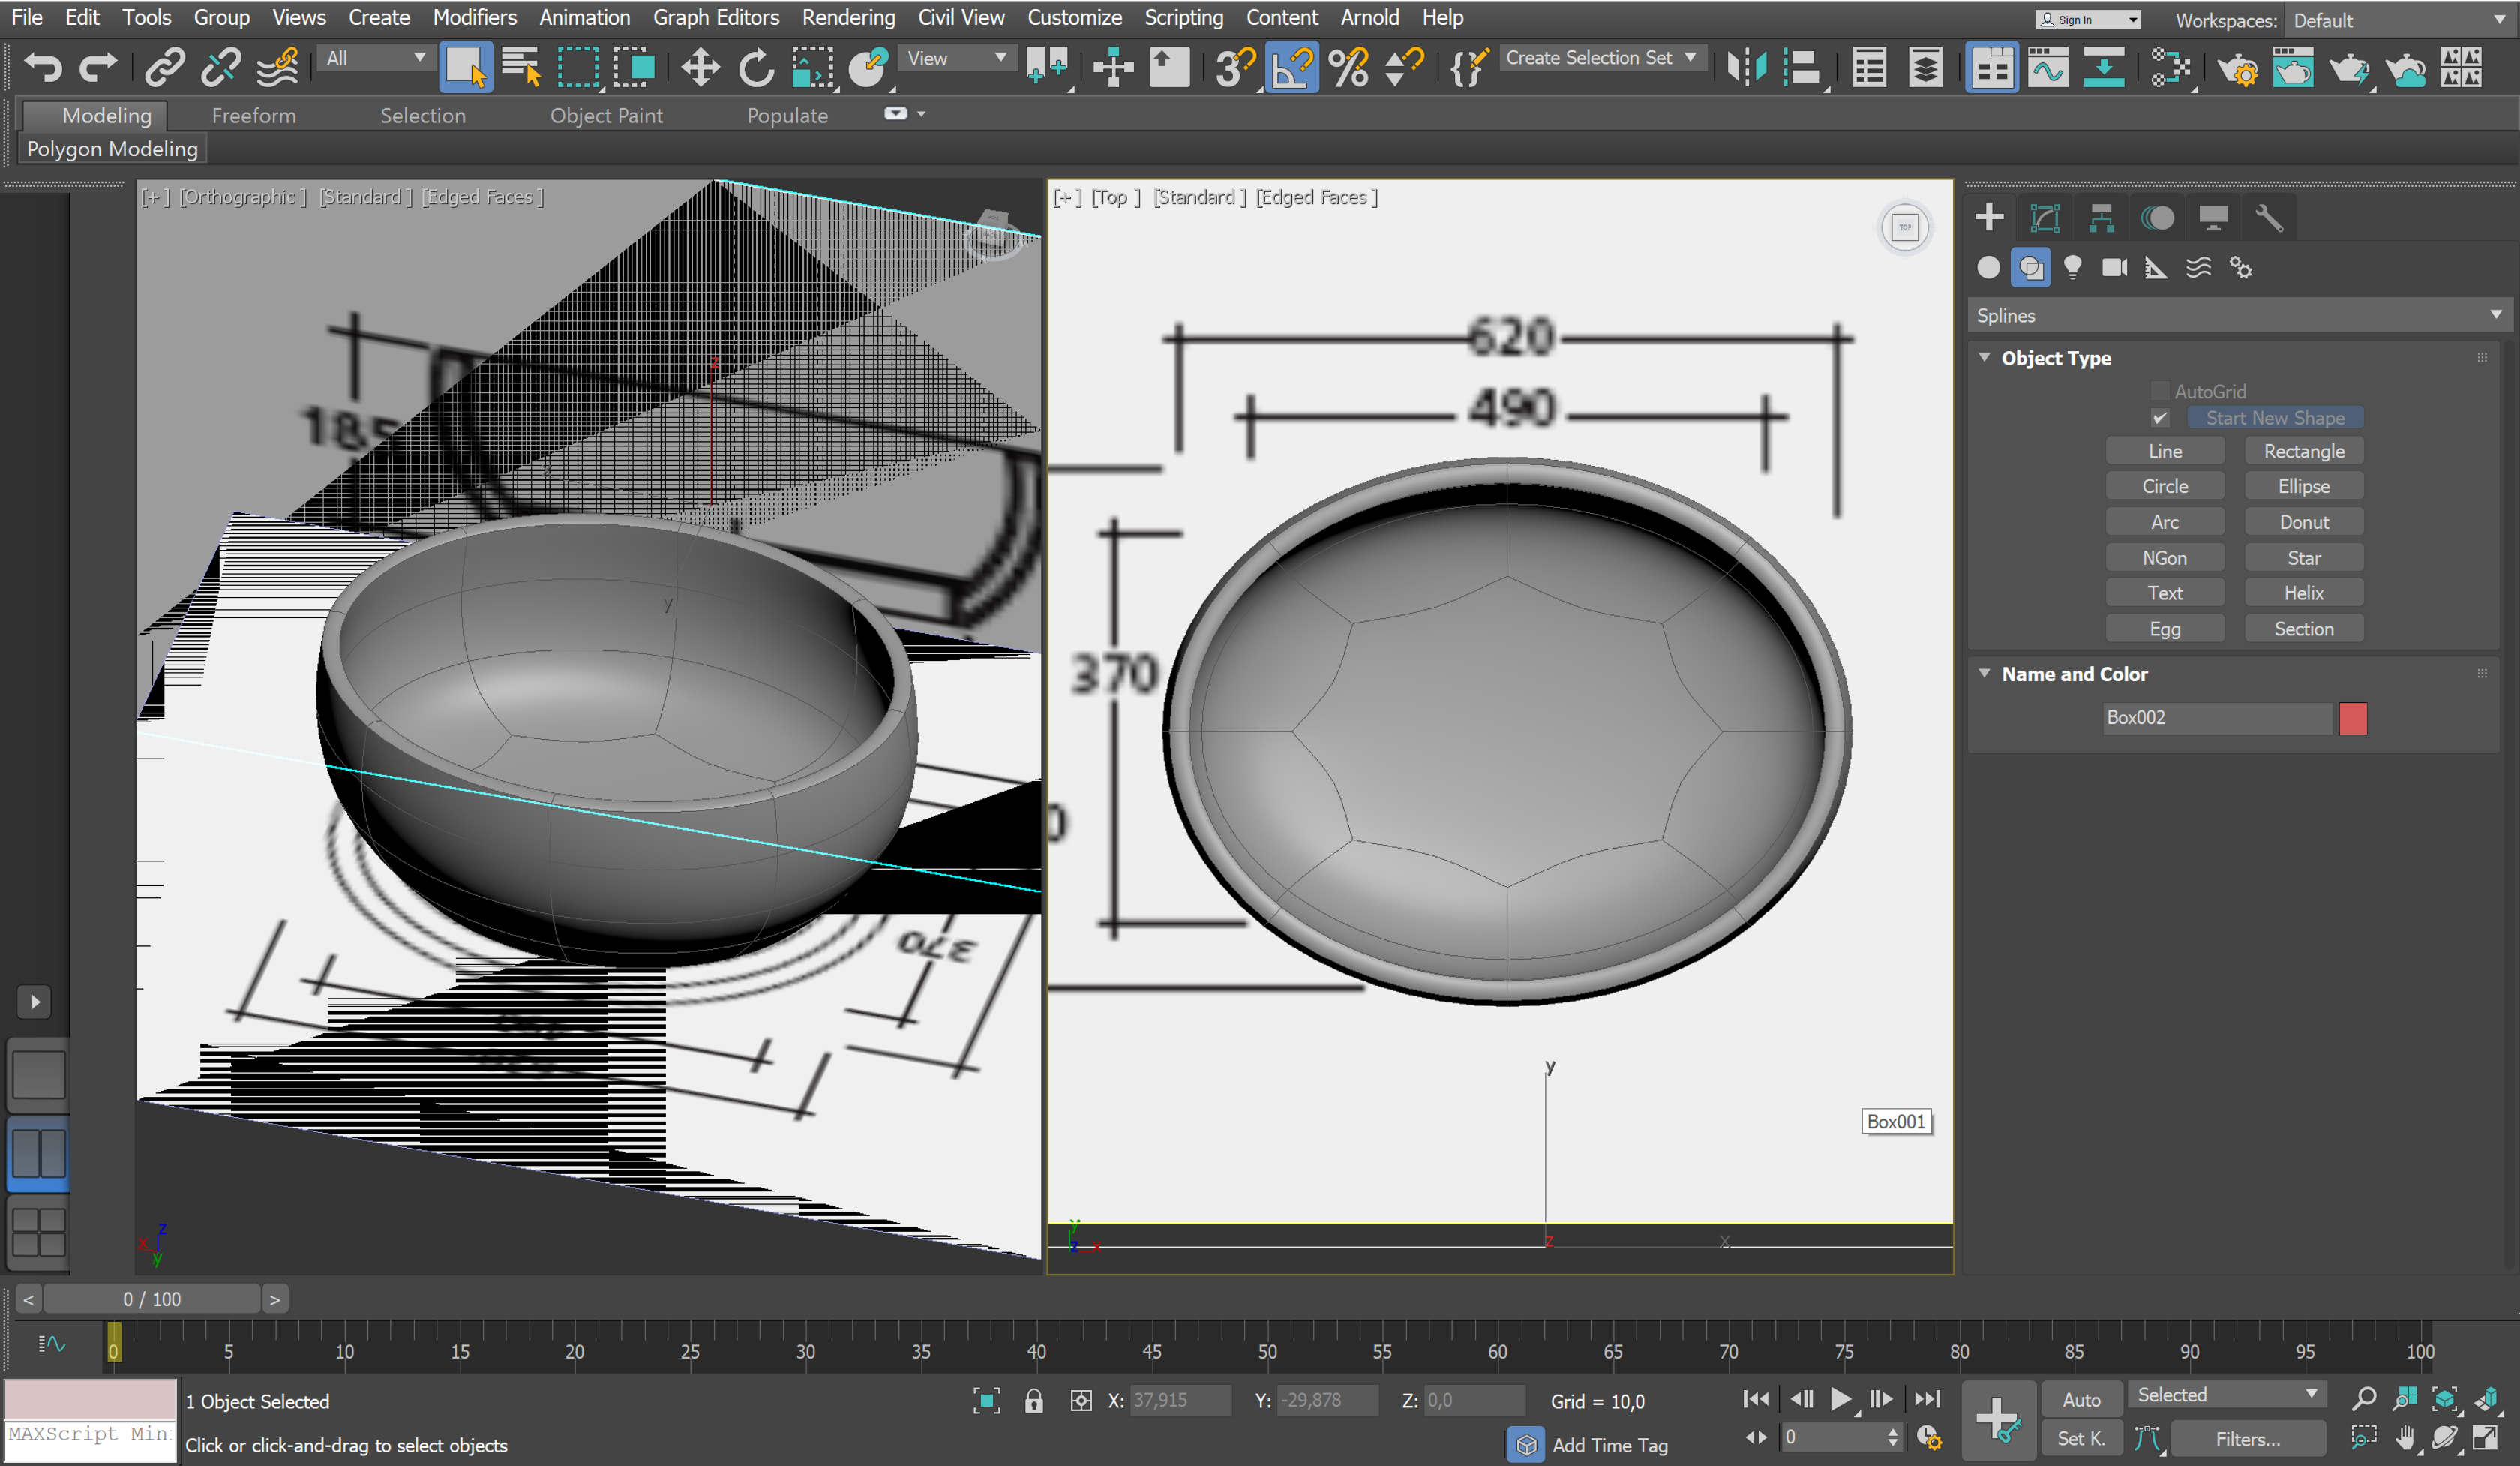 File Edit Tools Group Views Create Modifiers Animation Graph Editors Rendering Civil View Customize Scripting Content Arnold Help
Sign In
Workspaces: Default
All
View
Create Selection Set
Modeling Freeform Selection Object Paint Populate
Polygon Modeling
[+] [Orthographic] [Standard] [Edged Faces]
185
z
y
370
x z y
[+] [Top] [Standard] [Edged Faces]
TOP
620
490
370
0
y
Box001
y
z x
z x
Splines
Object Type
AutoGrid
Start New Shape
Line Rectangle
Circle Ellipse
Arc Donut
NGon Star
Text Helix
Egg Section
Name and Color
Box002
< 0 / 100 >
0 5 10 15 20 25 30 35 40 45 50 55 60 65 70 75 80 85 90 95 100
1 Object Selected
X: 37,915 Y: -29,878 Z: 0,0 Grid = 10,0
Auto Selected
MAXScript Min
Click or click-and-drag to select objects
Add Time Tag
0
Set K. Filters...